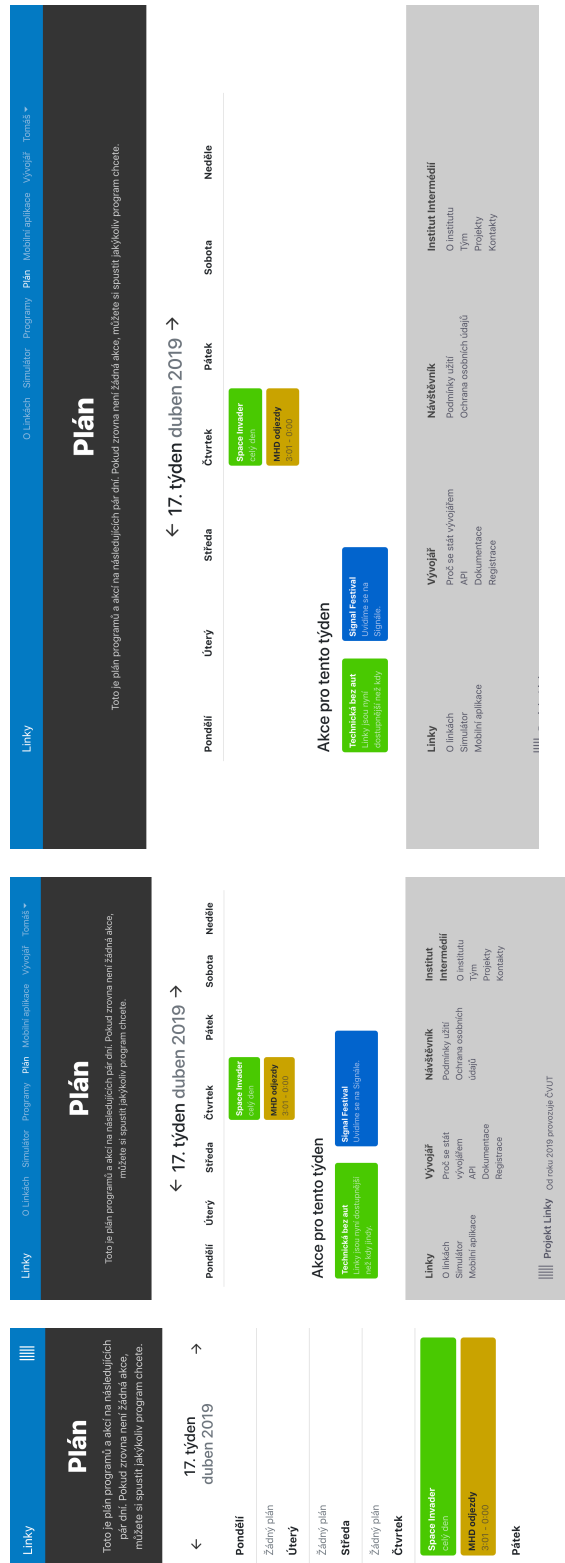 Linky
O Linkách Simulátor Programy Plán Mobilní aplikace Vývojář Tomáš
Plán
Toto je plán programů a akcí na následujících pár dní. Pokud zrovna není žádná akce, můžete si spustit jakýkoliv program chcete.
← 17. týden duben 2019 →
Pondělí Úterý Středa Čtvrtek Pátek Sobota Neděle
Space Invader
celý den
MHD odjezdy
3:01 - 0:00
Akce pro tento týden
Technická bez aut
Linky jsou nyní
dostupnější než kdy
Signal Festival
Uvidíme se na
Signále.
Linky
O linkách
Simulátor
Mobilní aplikace
Vývojář
Proč se stát vývojářem
API
Dokumentace
Registrace
Návštěvník
Podmínky užití
Ochrana osobních údajů
Institut Intermédií
O institutu
Tým
Projekty
Kontakty
Linky
O Linkách Simulátor Programy Plán Mobilní aplikace Vývojář Tomáš
Plán
Toto je plán programů a akcí na následujících pár dní. Pokud zrovna není žádná akce,
můžete si spustit jakýkoliv program chcete.
← 17. týden duben 2019 →
Pondělí Úterý Středa Čtvrtek Pátek Sobota Neděle
Space Invader
celý den
MHD odjezdy
3:01 - 0:00
Akce pro tento týden
Technická bez aut
Linky jsou nyní dostupnější
než kdy jindy.
Signal Festival
Uvidíme se na Signále.
Linky
O linkách
Simulátor
Mobilní aplikace
Vývojář
Proč se stát
vývojářem
API
Dokumentace
Registrace
Návštěvník
Podmínky užití
Ochrana osobních
údajů
Institut
Intermédií
O institutu
Tým
Projekty
Kontakty
Projekt Linky Od roku 2019 provozuje ČVUT
Linky
Plán
Toto je plán programů a akcí na následujících
pár dní. Pokud zrovna není žádná akce,
můžete si spustit jakýkoliv program chcete.
← 17. týden →
duben 2019
Pondělí
Žádný plán
Úterý
Žádný plán
Středa
Žádný plán
Čtvrtek
Space Invader
celý den
MHD odjezdy
3:01 - 0:00
Pátek